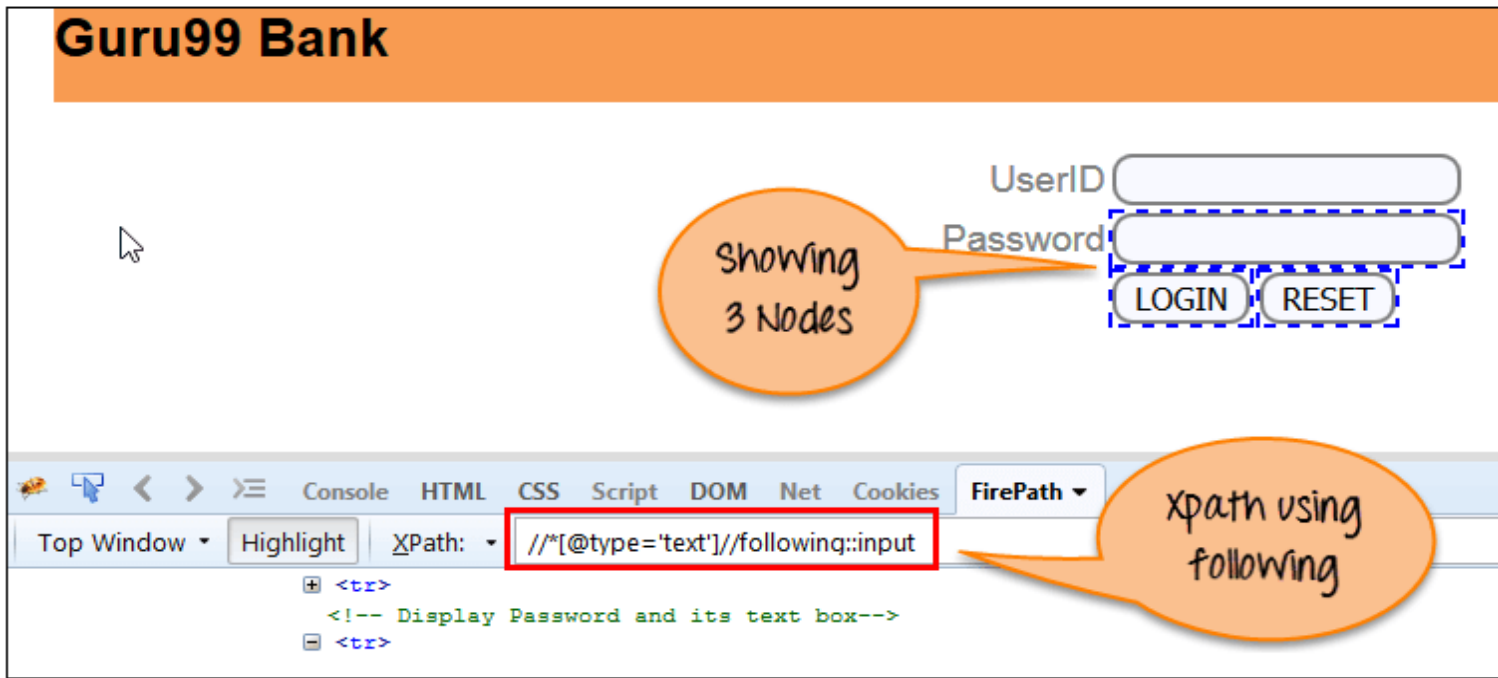 Guru99 Bank
UserID
Password
Showing
3 Nodes
LOGIN RESET
Console HTML CSS Script DOM Net Cookies FirePath
Xpath using
following
Top Window Highlight XPath: //*[@type='text']//following::input
<tr>
<!-- Display Password and its text box-->
<tr>